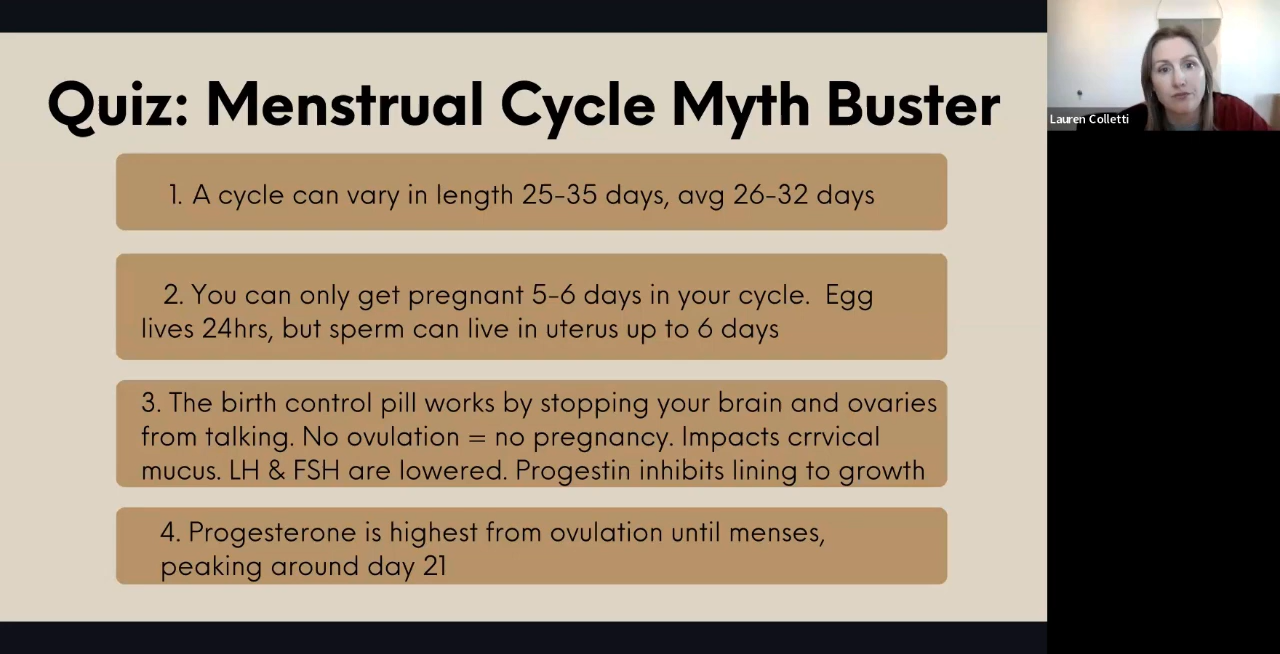 Quiz: Menstrual Cycle Myth Buster
Lauren Colletti
1. A cycle can vary in length 25-35 days, avg 26-32 days
2. You can only get pregnant 5-6 days in your cycle. Egg
lives 24hrs, but sperm can live in uterus up to 6 days
3. The birth control pill works by stopping your brain and ovaries
from talking. No ovulation = no pregnancy. Impacts crrvical
mucus. LH & FSH are lowered. Progestin inhibits lining to growth
4. Progesterone is highest from ovulation until menses,
peaking around day 21